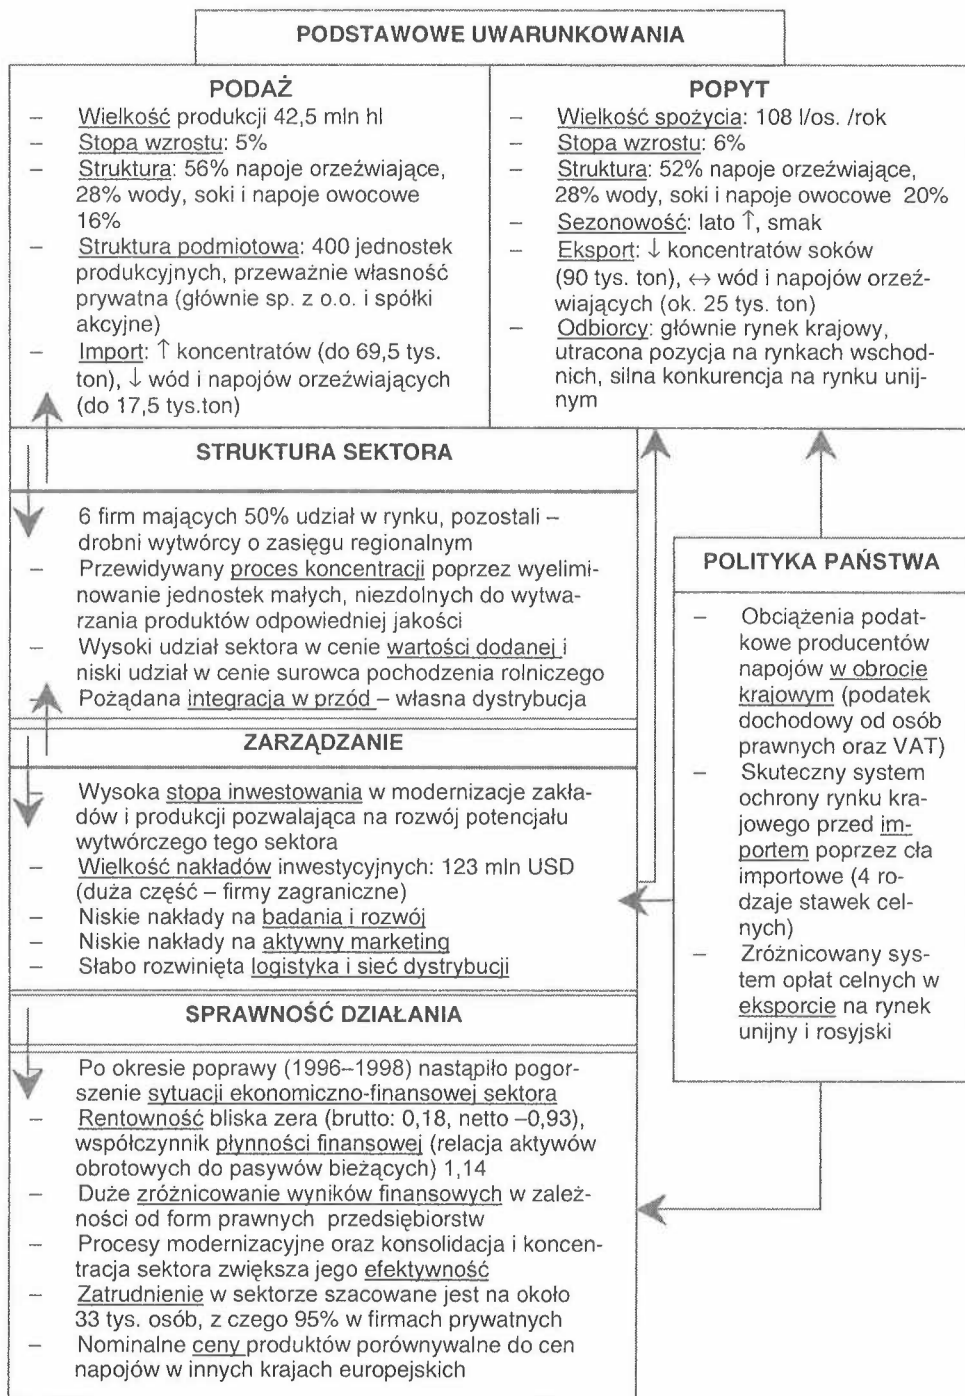 PODSTAWOWE UWARUNKOWANIA
PODAŻ
– Wielkość produkcji 42,5 mln hl
– Stopa wzrostu: 5%
– Struktura: 56% napoje orzeźwiające,
28% wody, soki i napoje owocowe
16%
– Struktura podmiotowa: 400 jednostek
produkcyjnych, przeważnie własność
prywatna (głównie sp. z o.o. i spółki
akcyjne)
– Import: ↑ koncentratów (do 69,5 tys.
ton), ↓ wód i napojów orzeźwiających
(do 17,5 tys.ton)
POPYT
– Wielkość spożycia: 108 l/os. /rok
– Stopa wzrostu: 6%
– Struktura: 52% napoje orzeźwiające,
28% wody, soki i napoje owocowe 20%
– Sezonowość: lato ↑, smak
– Eksport: ↓ koncentratów soków
(90 tys. ton), ↔ wód i napojów orzeź-
wiających (ok. 25 tys. ton)
– Odbiorcy: głównie rynek krajowy,
utracona pozycja na rynkach wschod-
nich, silna konkurencja na rynku unij-
nym
STRUKTURA SEKTORA
– 6 firm mających 50% udział w rynku, pozostali –
drobni wytwórcy o zasięgu regionalnym
– Przewidywany proces koncentracji poprzez wyelimi-
nowanie jednostek małych, niezdolnych do wytwa-
rzania produktów odpowiedniej jakości
– Wysoki udział sektora w cenie wartości dodanej i
niski udział w cenie surowca pochodzenia rolniczego
– Pożądana integracja w przód – własna dystrybucja
ZARZĄDZANIE
– Wysoka stopa inwestowania w modernizacje zakła-
dów i produkcji pozwalająca na rozwój potencjału
wytwórczego tego sektora
– Wielkość nakładów inwestycyjnych: 123 mln USD
(duża część – firmy zagraniczne)
– Niskie nakłady na badania i rozwój
– Niskie nakłady na aktywny marketing
– Słabo rozwinięta logistyka i sieć dystrybucji
SPRAWNOŚĆ DZIAŁANIA
– Po okresie poprawy (1996–1998) nastąpiło pogor-
szenie sytuacji ekonomiczno-finansowej sektora
– Rentowność bliska zera (brutto: 0,18, netto –0,93),
współczynnik płynności finansowej (relacja aktywów
obrotowych do pasywów bieżących) 1,14
– Duże zróżnicowanie wyników finansowych w zależ-
ności od form prawnych przedsiębiorstw
– Procesy modernizacyjne oraz konsolidacja i koncen-
tracja sektora zwiększa jego efektywność
– Zatrudnienie w sektorze szacowane jest na około
33 tys. osób, z czego 95% w firmach prywatnych
– Nominalne ceny produktów porównywalne do cen
napojów w innych krajach europejskich
POLITYKA PAŃSTWA
– Obciążenia podat-
kowe producentów
napojów w obrocie
krajowym (podatek
dochodowy od osób
prawnych oraz VAT)
– Skuteczny system
ochrony rynku kra-
jowego przed im-
portem poprzez cła
importowe (4 ro-
dzaje stawek cel-
nych)
– Zróżnicowany sys-
tem opłat celnych w
eksporcie na rynek
unijny i rosyjski